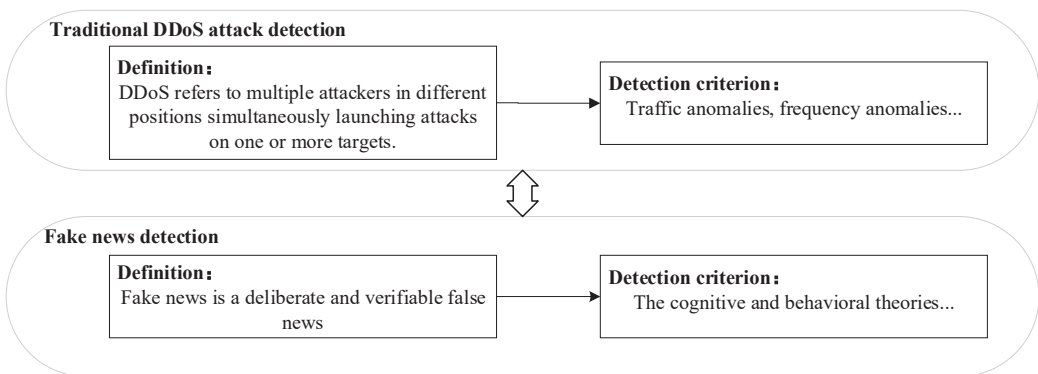 Traditional DDoS attack detection
Definition：
DDoS refers to multiple attackers in different
positions simultaneously launching attacks
on one or more targets.
Detection criterion：
Traffic anomalies, frequency anomalies...
Fake news detection
Definition：
Fake news is a deliberate and verifiable false
news
Detection criterion：
The cognitive and behavioral theories...